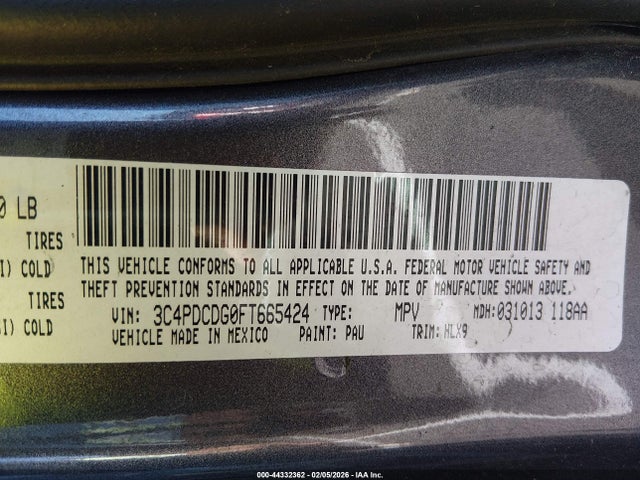 0 LB
TIRES
I) COLD
TIRES
SI) COLD
THIS VEHICLE CONFORMS TO ALL APPLICABLE U.S.A. FEDERAL MOTOR VEHICLE SAFETY AND
THEFT PREVENTION STANDARDS IN EFFECT ON THE DATE OF MANUFACTURE SHOWN ABOVE.
VIN: 3C4PDCDG0FT665424 TYPE: MPV MDH: 031013 118AA
VEHICLE MADE IN MEXICO PAINT: PAU TRIM: HLX9
000-44332362 - 02/05/2026 - IAA Inc.